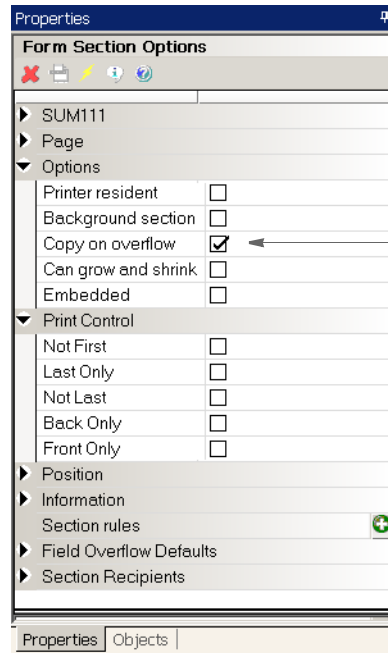 Properties
Form Section Options
SUM111
Page
Options
Printer resident
Background section
Copy on overflow
Can grow and shrink
Embedded
Print Control
Not First
Last Only
Not Last
Back Only
Front Only
Position
Information
Section rules
Field Overflow Defaults
Section Recipients
Properties Objects